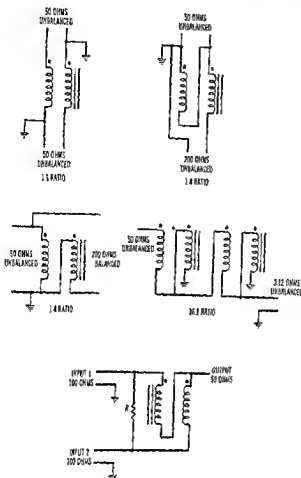 50 OHMS
UNBALANCED
50 OHMS
UNBALANCED
1:1 RATIO
50 OHMS
UNBALANCED
200 OHMS
UNBALANCED
1:4 RATIO
50 OHMS
UNBALANCED
200 OHMS
BALANCED
1:4 RATIO
50 OHMS
UNBALANCED
3.12 OHMS
UNBALANCED
16:1 RATIO
INPUT 1
100 OHMS
R
OUTPUT
50 OHMS
INPUT 2
100 OHMS